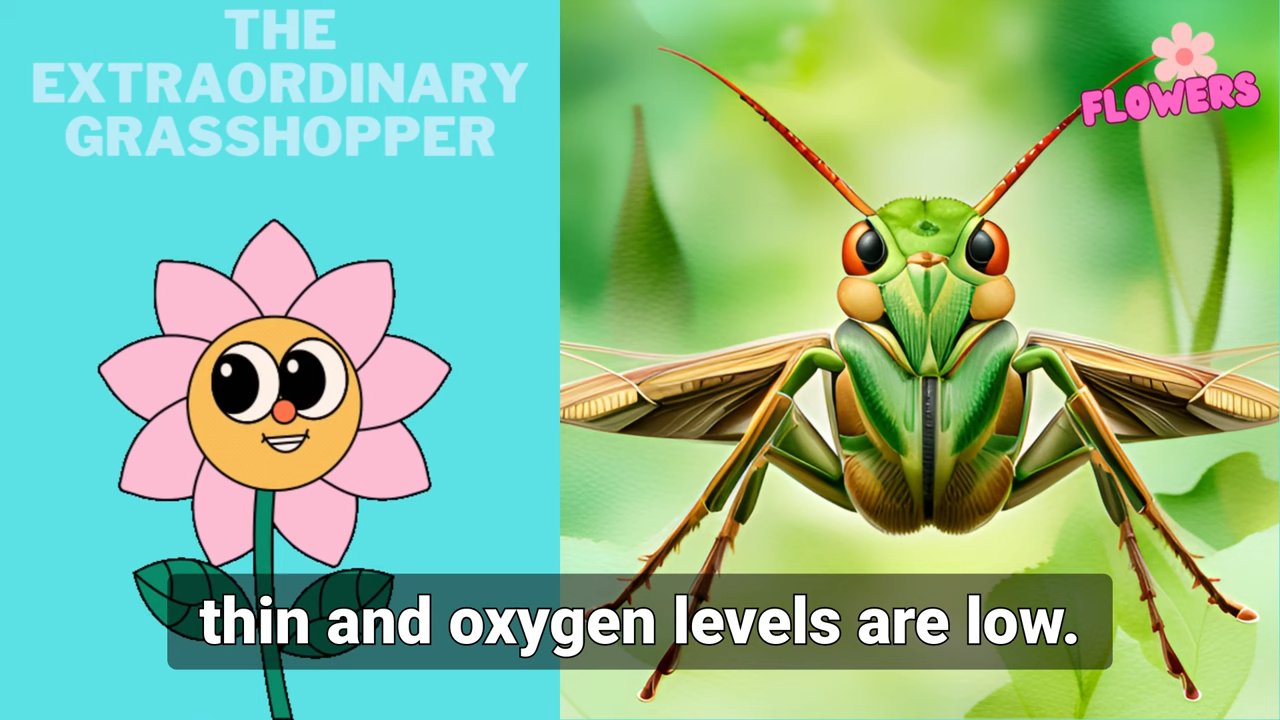 THE
EXTRAORDINARY
GRASSHOPPER
FLOWERS
thin and oxygen levels are low.